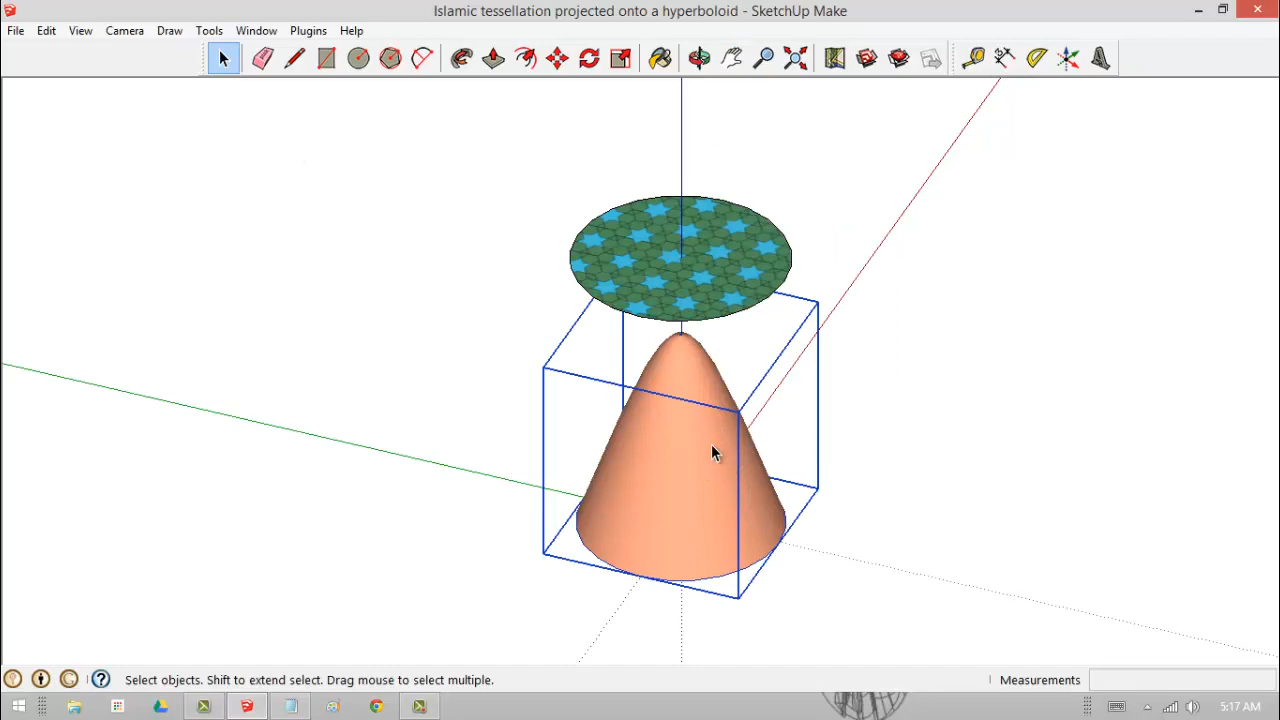 Islamic tessellation projected onto a hyperboloid - SketchUp Make
File Edit View Camera Draw Tools Window Plugins Help
Select objects. Shift to extend select. Drag mouse to select multiple. Measurements
5:17 AM